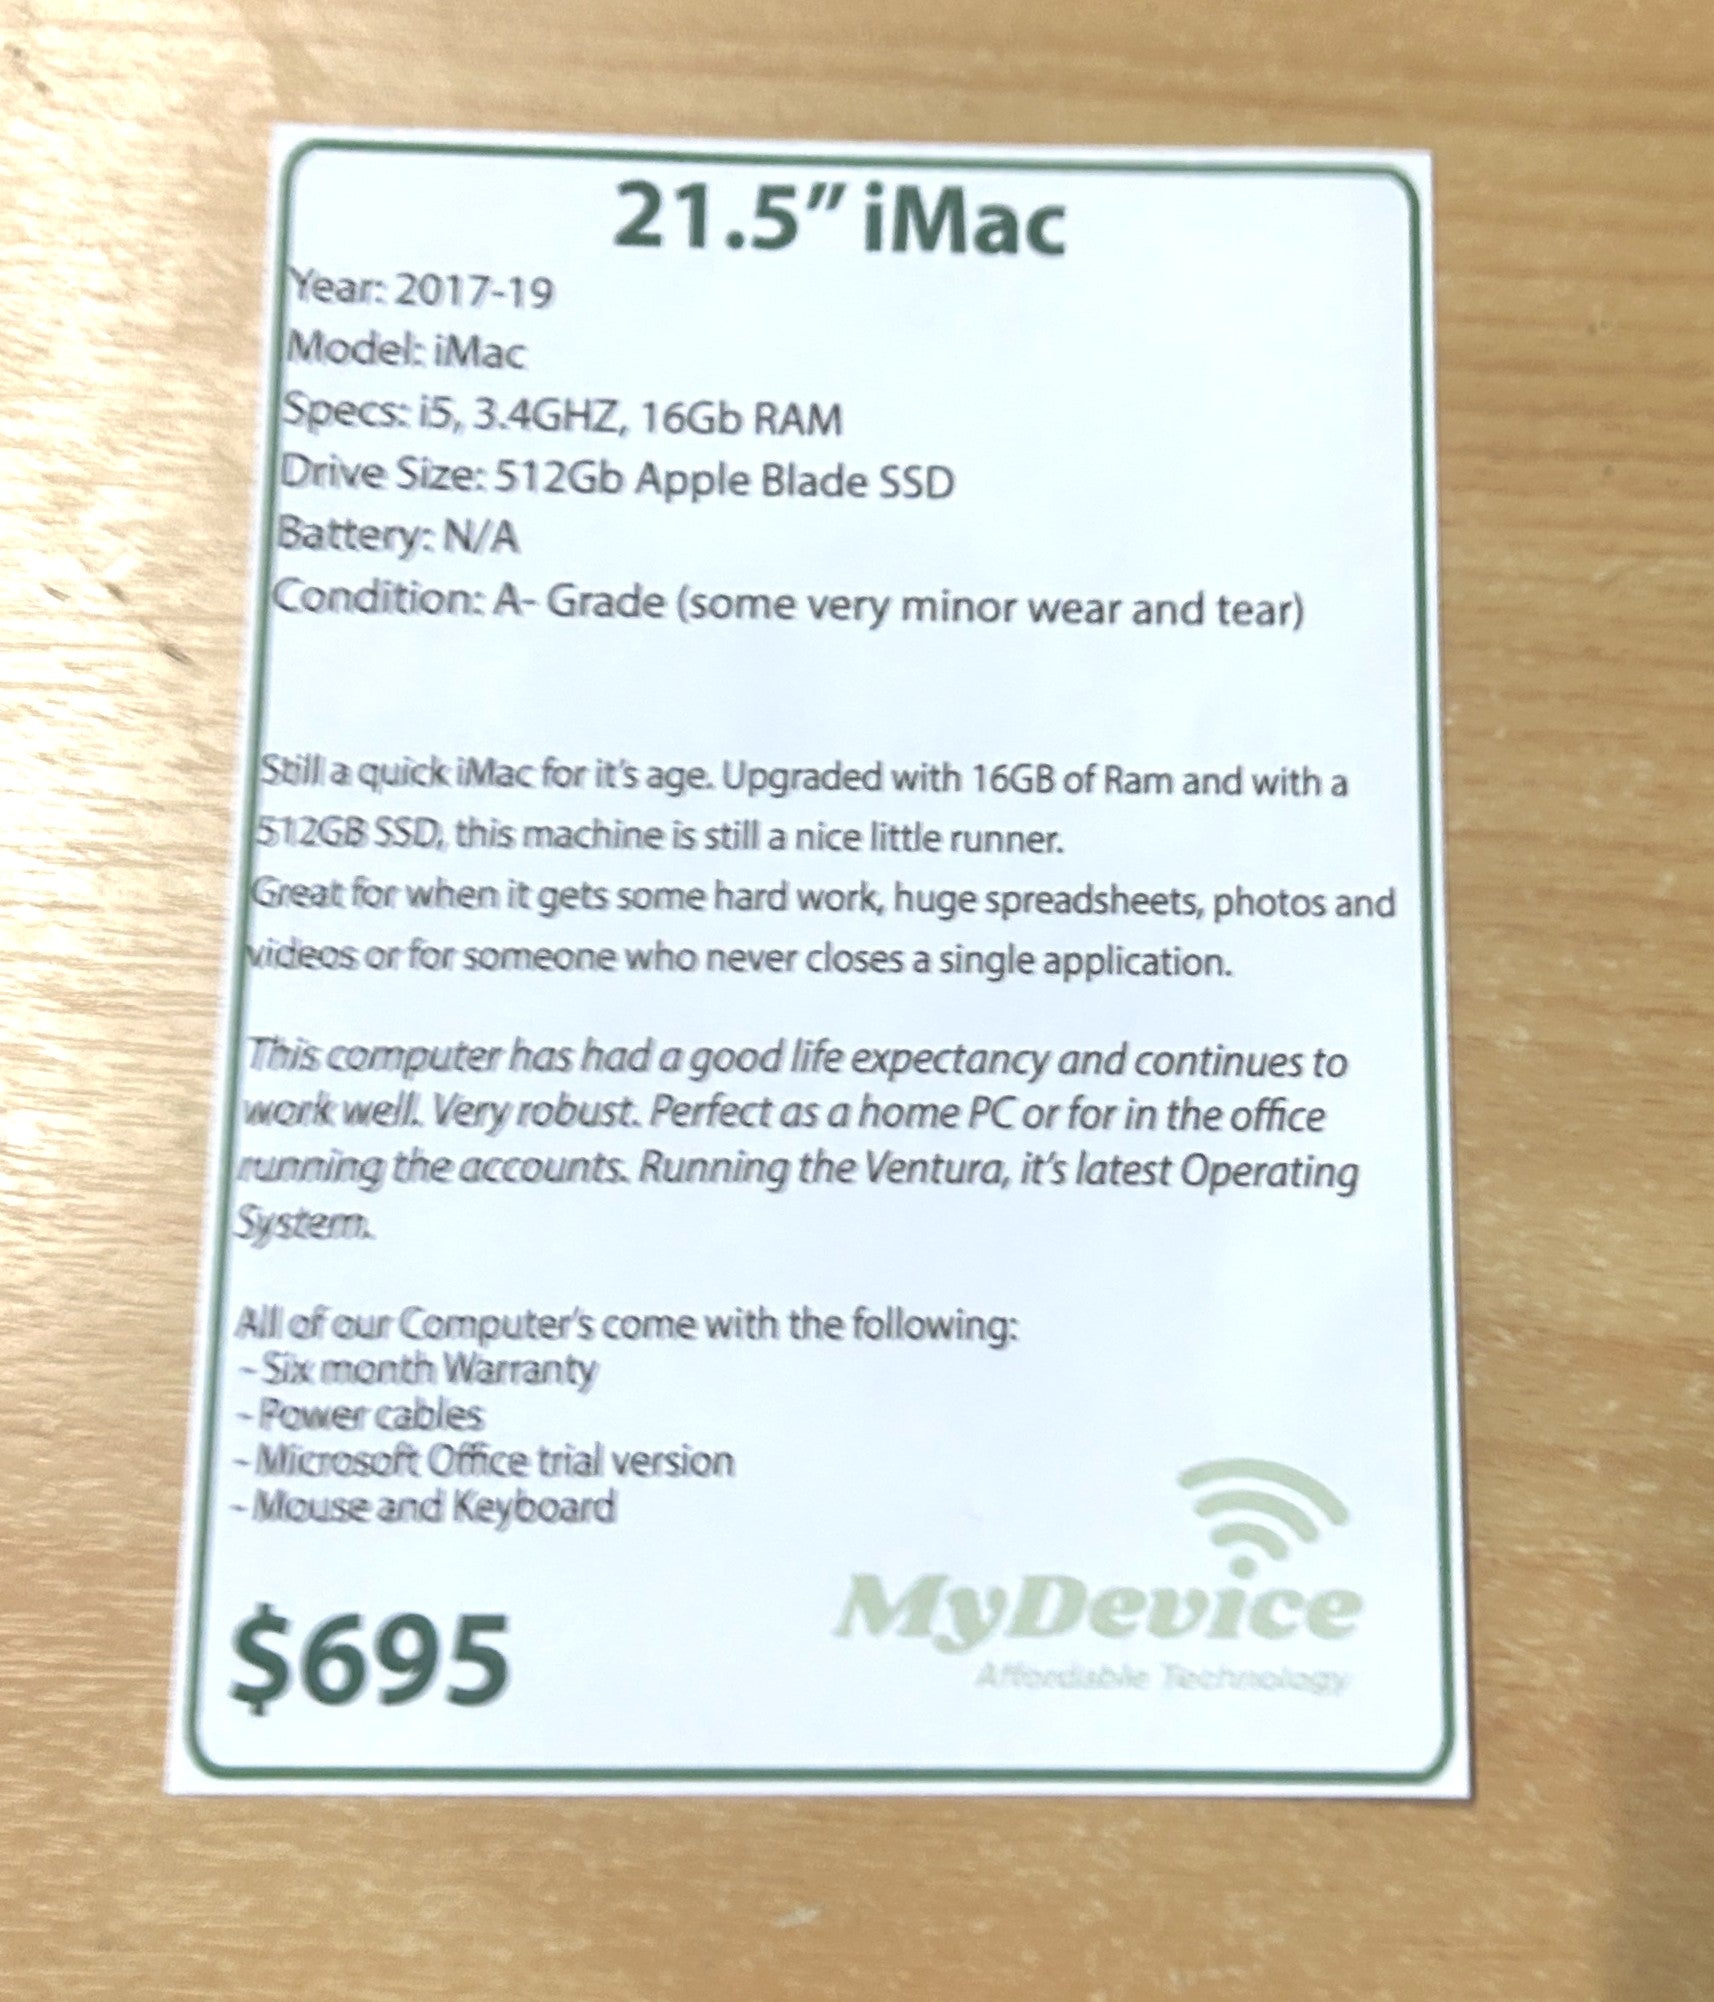 21.5” iMac
Year: 2017-19
Model: iMac
Specs: i5, 3.4GHZ, 16Gb RAM
Drive Size: 512Gb Apple Blade SSD
Battery: N/A
Condition: A- Grade (some very minor wear and tear)
Still a quick iMac for it's age. Upgraded with 16GB of Ram and with a
512GB SSD, this machine is still a nice little runner.
Great for when it gets some hard work, huge spreadsheets, photos and
videos or for someone who never closes a single application.
This computer has had a good life expectancy and continues to
work well. Very robust. Perfect as a home PC or for in the office
running the accounts. Running the Ventura, it's latest Operating
System.
All of our Computer's come with the following:
- Six month Warranty
- Power cables
- Microsoft Office trial version
- Mouse and Keyboard
$695
MyDevice
Affordable Technology